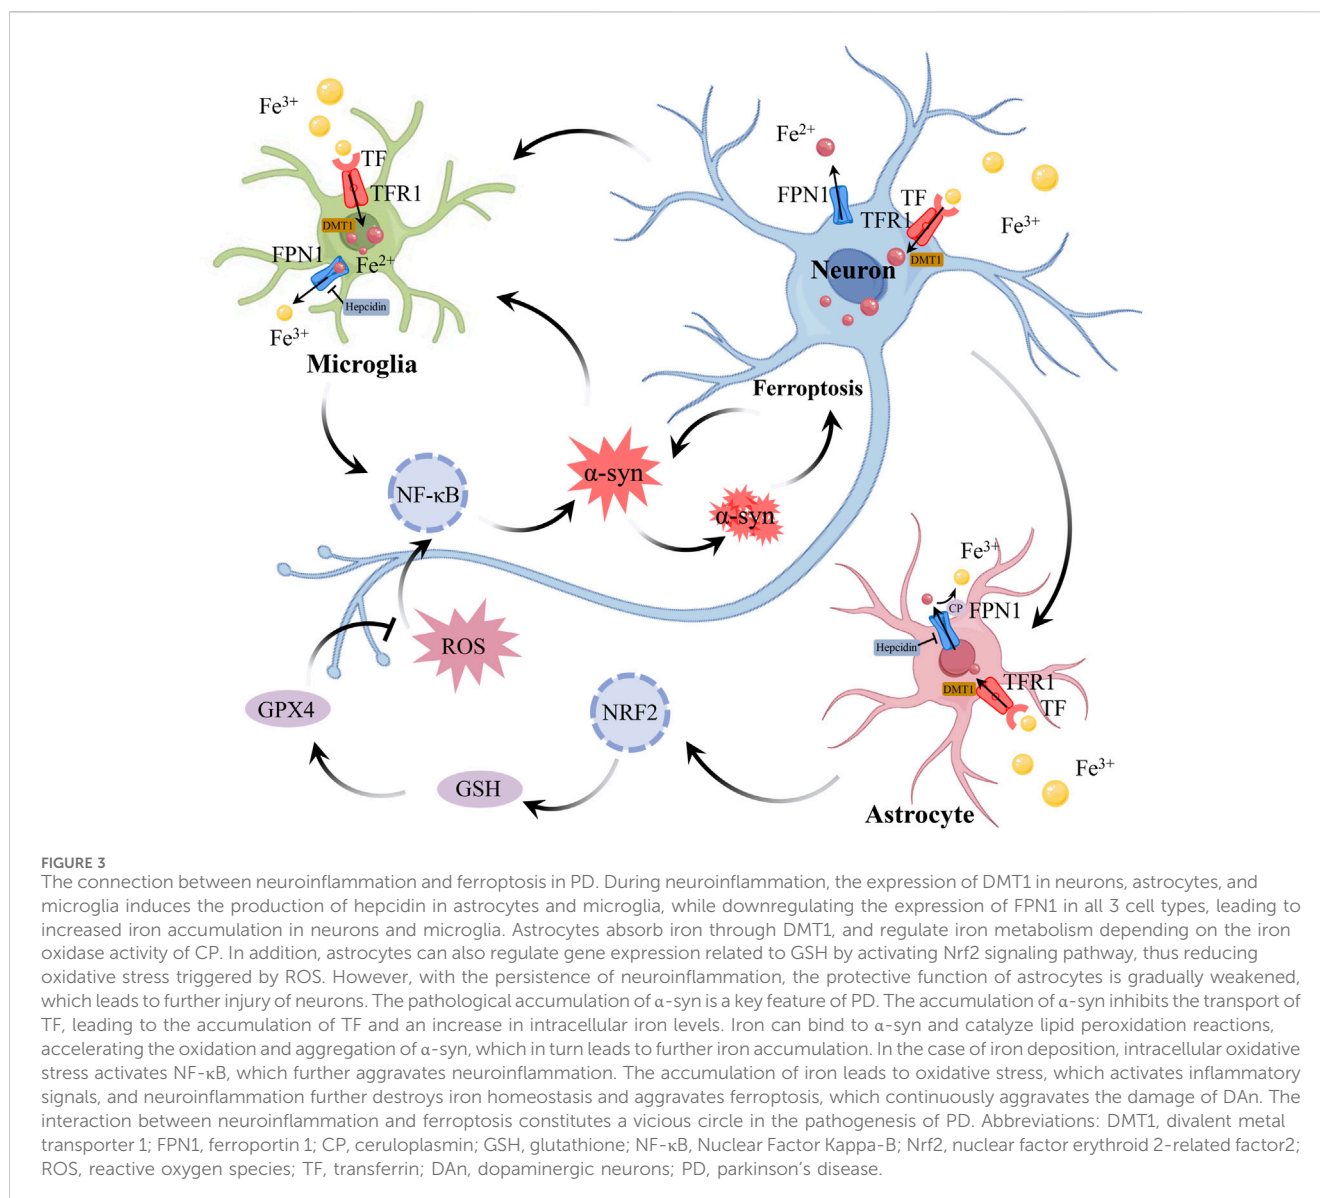 Fe³⁺
TF
TFR1
DMT1
FPN1
Fe²⁺
Hepcidin
Fe³⁺
Microglia
Fe²⁺
FPN1
TF
TFR1
Fe³⁺
DMT1
Neuron
Ferroptosis
α-syn
α-syn
NF-κB
ROS
GPX4
GSH
NRF2
Fe³⁺
CP
FPN1
Hepcidin
DMT1
TFR1
TF
Fe³⁺
Astrocyte
FIGURE 3
The connection between neuroinflammation and ferroptosis in PD. During neuroinflammation, the expression of DMT1 in neurons, astrocytes, and
microglia induces the production of hepcidin in astrocytes and microglia, while downregulating the expression of FPN1 in all 3 cell types, leading to
increased iron accumulation in neurons and microglia. Astrocytes absorb iron through DMT1, and regulate iron metabolism depending on the iron
oxidase activity of CP. In addition, astrocytes can also regulate gene expression related to GSH by activating Nrf2 signaling pathway, thus reducing
oxidative stress triggered by ROS. However, with the persistence of neuroinflammation, the protective function of astrocytes is gradually weakened,
which leads to further injury of neurons. The pathological accumulation of α-syn is a key feature of PD. The accumulation of α-syn inhibits the transport of
TF, leading to the accumulation of TF and an increase in intracellular iron levels. Iron can bind to α-syn and catalyze lipid peroxidation reactions,
accelerating the oxidation and aggregation of α-syn, which in turn leads to further iron accumulation. In the case of iron deposition, intracellular oxidative
stress activates NF-κB, which further aggravates neuroinflammation. The accumulation of iron leads to oxidative stress, which activates inflammatory
signals, and neuroinflammation further destroys iron homeostasis and aggravates ferroptosis, which continuously aggravates the damage of DAn. The
interaction between neuroinflammation and ferroptosis constitutes a vicious circle in the pathogenesis of PD. Abbreviations: DMT1, divalent metal
transporter 1; FPN1, ferroportin 1; CP, ceruloplasmin; GSH, glutathione; NF-κB, Nuclear Factor Kappa-B; Nrf2, nuclear factor erythroid 2-related factor2;
ROS, reactive oxygen species; TF, transferrin; DAn, dopaminergic neurons; PD, parkinson's disease.